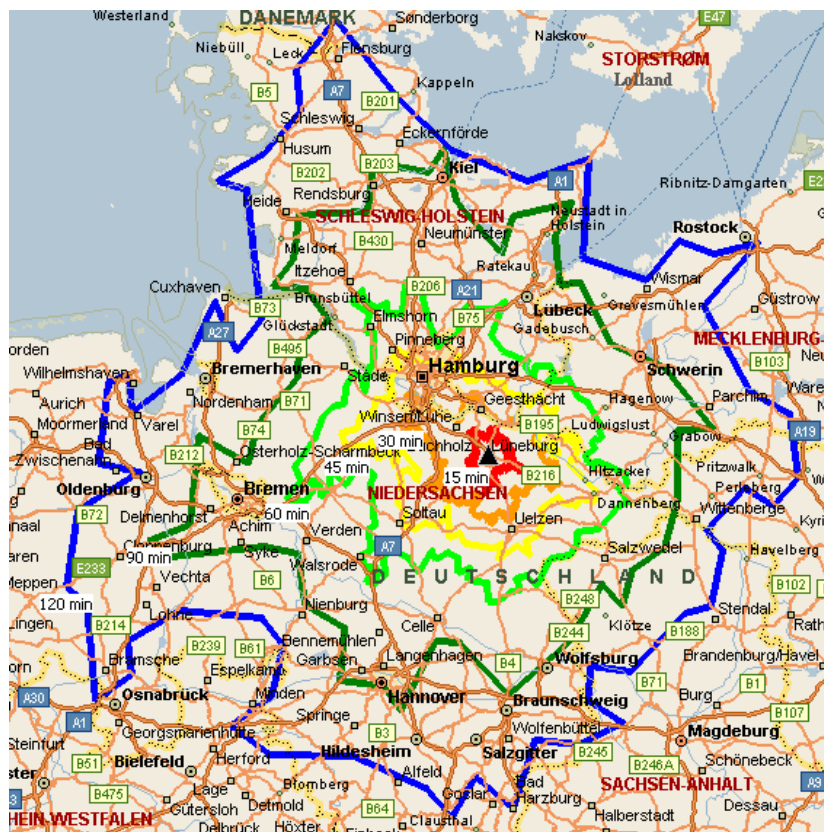 DANEMARK
Westerland
Sønderborg
E47
Nakskov
Niebüll
Leck
Flensburg
STORSTRØM
Lolland
B5
A7
B201
Kappeln
Schleswig
Eckernförde
Husum
B202
B203
Kiel
A1
Ribnitz-Damgarten
Rendsburg
Heide
SCHLESWIG-HOLSTEIN
Neustadt in
Holstein
Rostock
Meldorf
B430
Neumünster
Itzehoe
Ratekau
Wismar
Cuxhaven
Brunsbüttel
B206
A21
Lübeck
Grevesmühlen
Güstrow
B73
Glückstadt
Elmshorn
B75
Gadebusch
A27
Pinneberg
MECKLENBURG-
B495
Hamburg
Schwerin
B103
Wilhelmshaven
Bremerhaven
Stade
Aurich
Nordenham
B71
Geesthacht
Hagenow
Parchim
Moormerland
Varel
Winsen/Luhe
B195
Ludwigslust
A19
Bad
Zwischenahn
B74
B212
30 min
Lüneburg
Grabow
Osterholz-Scharmbeck
45 min
15 min
B216
Hitzacker
Pritzwalk
Oldenburg
Bremen
NIEDERSACHSEN
Perleberg
Dannenberg
B72
Delmenhorst
60 min
Achim
Soltau
Uelzen
Wittenberge
Cloppenburg
Verden
90 min
Syke
A7
Salzwedel
Havelberg
E233
Walsrode
DEUTSCHLAND
Meppen
Vechta
B6
B102
120 min
B248
Lingen
B214
Lohne
Nienburg
Celle
Klötze
Stendal
B239
B61
Bennemühlen
B244
B188
Bramsche
Espelkamp
Garbsen
Langenhagen
B4
Wolfsburg
Brandenburg/Havel
A30
Osnabrück
Minden
Hannover
Braunschweig
B71
Burg
B1
A1
Georgsmarienhütte
Springe
B3
Wolfenbüttel
Magdeburg
B107
Steinfurt
Herford
Hildesheim
Salzgitter
B245
B246A
B51
Bielefeld
Schönebeck
Blomberg
Alfeld
Bad
Harzburg
SACHSEN-ANHALT
A9
B475
Lage
Detmold
B64
Goslar
Gütersloh
Dessau
HEIN-WESTFALEN
Delbrück
Höxter
Clausthal
Halberstadt